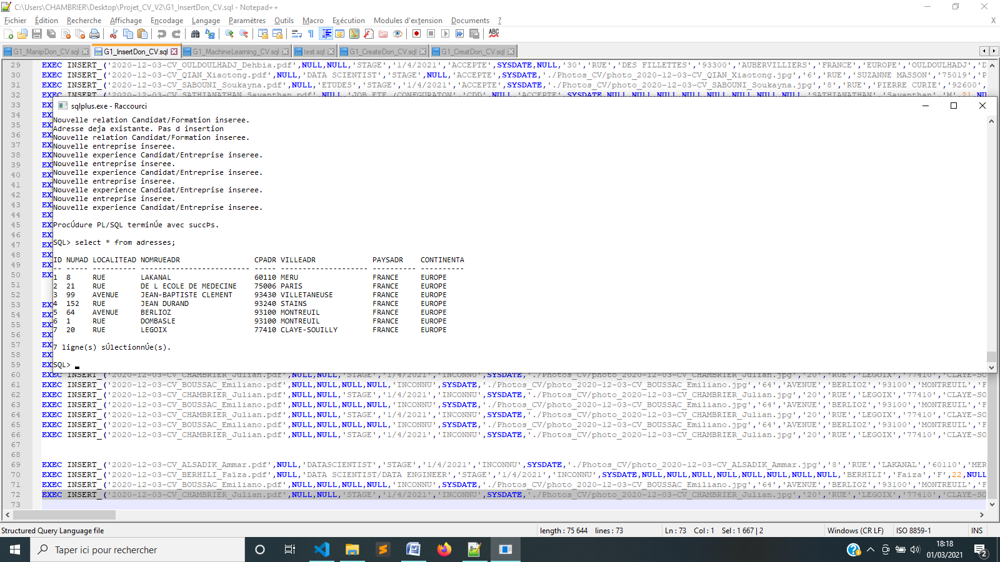 C:\Users\CHAMBRIER\Desktop\Projet_CV_V2\G1_InsertDon_CV.sql - Notepad++
Fichier Édition Recherche Affichage Encodage Langage Paramètres Outils Macro Exécution Modules d'extension Documents ? X
G1_ManipDon_CV.sql G1_InsertDon_CV.sql G1_MachineLearning_CV.sql test.sql G1_CreateDon_CV.sql G1_CreatDon_CV.sql
29 EXEC INSERT_('2020-12-03-CV_OULDOULHADJ_Dehbia.pdf',NULL,NULL,'STAGE','1/4/2021','ACCEPTE',SYSDATE,NULL,'30','RUE','DES FILLETTES','93300','AUBERVILLIERS','FRANCE','EUROPE','OULDOULHADJ','D
30 EXEC INSERT_('2020-12-03-CV_QIAN_Xiaotong.pdf',NULL,'DATA SCIENTIST','STAGE',NULL,'ACCEPTE',SYSDATE,'./Photos_CV/photo_2020-12-03-CV_QIAN_Xiaotong.jpg','6','RUE','SUZANNE MASSON','75019','P
31 EXEC INSERT_('2020-12-03-CV_SABOUNI_Soukayna.pdf',NULL,'ETUDES','STAGE','1/4/2021','ACCEPTE',SYSDATE,'./Photos_CV/photo_2020-12-03-CV_SABOUNI_Soukayna.jpg','8','RUE','PIERRE CURIE','92600',
32 EXEC INSERT_('2020-12-03-CV_SATHIANATHAN_Sayanthan.pdf',NULL,'JOB ETE (CONFIGURATON','CDD',NULL,'ACCEPTE',SYSDATE,NULL,NULL,NULL,NULL,NULL,NULL,NULL,NULL,'SATHIANATHAN','Sayanthan','M',21,NUL
33
34 EX
35 EX
36 EX
37 EX
38 EX
39 EX
40 EX
41 EX
42 EX
43 EX
44 EX
45 EX
46 EX
47 EX
48 EX
49 EX
50 EX
51
52
53 EX
54 EX
55 EX
56 EX
57 EX
58 EX
59 EX
sqlplus.exe - Raccourci
Nouvelle relation Candidat/Formation inseree.
Adresse deja existante. Pas d insertion
Nouvelle relation Candidat/Formation inseree.
Nouvelle entreprise inseree.
Nouvelle experience Candidat/Entreprise inseree.
Nouvelle entreprise inseree.
Nouvelle experience Candidat/Entreprise inseree.
Nouvelle entreprise inseree.
Nouvelle experience Candidat/Entreprise inseree.
Nouvelle entreprise inseree.
Nouvelle experience Candidat/Entreprise inseree.
ProcÚdure PL/SQL terminÚe avec succÞs.
SQL> select * from adresses;
ID NUMAD LOCALITEAD NOMRUEADR CPADR VILLEADR PAYSADR CONTINENTA
-- ----- ---------- ------------------------- ----- -------------------- ---------- ----------
1 8 RUE LAKANAL 60110 MERU FRANCE EUROPE
2 21 RUE DE L ECOLE DE MEDECINE 75006 PARIS FRANCE EUROPE
3 99 AVENUE JEAN-BAPTISTE CLEMENT 93430 VILLETANEUSE FRANCE EUROPE
4 152 RUE JEAN DURAND 93240 STAINS FRANCE EUROPE
5 64 AVENUE BERLIOZ 93100 MONTREUIL FRANCE EUROPE
6 1 RUE DOMBASLE 93100 MONTREUIL FRANCE EUROPE
7 20 RUE LEGOIX 77410 CLAYE-SOUILLY FRANCE EUROPE
7 ligne(s) sÚlectionnÚe(s).
SQL>
60 EXEC INSERT_('2020-12-03-CV_CHAMBRIER_Julian.pdf',NULL,NULL,'STAGE','1/4/2021','INCONNU',SYSDATE,'./Photos_CV/photo_2020-12-03-CV_CHAMBRIER_Julian.jpg','20','RUE','LEGOIX','77410','CLAYE-SO
61 EXEC INSERT_('2020-12-03-CV_BOUSSAC_Emiliano.pdf',NULL,NULL,NULL,NULL,'INCONNU',SYSDATE,'./Photos_CV/photo_2020-12-03-CV_BOUSSAC_Emiliano.jpg','64','AVENUE','BERLIOZ','93100','MONTREUIL','F
62 EXEC INSERT_('2020-12-03-CV_CHAMBRIER_Julian.pdf',NULL,NULL,'STAGE','1/4/2021','INCONNU',SYSDATE,'./Photos_CV/photo_2020-12-03-CV_CHAMBRIER_Julian.jpg','20','RUE','LEGOIX','77410','CLAYE-SO
63 EXEC INSERT_('2020-12-03-CV_BOUSSAC_Emiliano.pdf',NULL,NULL,NULL,NULL,'INCONNU',SYSDATE,'./Photos_CV/photo_2020-12-03-CV_BOUSSAC_Emiliano.jpg','64','AVENUE','BERLIOZ','93100','MONTREUIL','F
64 EXEC INSERT_('2020-12-03-CV_CHAMBRIER_Julian.pdf',NULL,NULL,'STAGE','1/4/2021','INCONNU',SYSDATE,'./Photos_CV/photo_2020-12-03-CV_CHAMBRIER_Julian.jpg','20','RUE','LEGOIX','77410','CLAYE-SO
65 EXEC INSERT_('2020-12-03-CV_BOUSSAC_Emiliano.pdf',NULL,NULL,NULL,NULL,'INCONNU',SYSDATE,'./Photos_CV/photo_2020-12-03-CV_BOUSSAC_Emiliano.jpg','64','AVENUE','BERLIOZ','93100','MONTREUIL','F
66 EXEC INSERT_('2020-12-03-CV_CHAMBRIER_Julian.pdf',NULL,NULL,'STAGE','1/4/2021','INCONNU',SYSDATE,'./Photos_CV/photo_2020-12-03-CV_CHAMBRIER_Julian.jpg','20','RUE','LEGOIX','77410','CLAYE-SO
67
68
69 EXEC INSERT_('2020-12-03-CV_ALSADIK_Ammar.pdf',NULL,'DATASCIENTIST','STAGE','1/4/2021','INCONNU',SYSDATE,'./Photos_CV/photo_2020-12-03-CV_ALSADIK_Ammar.jpg','8','RUE','LAKANAL','60110','MER
70 EXEC INSERT_('2020-12-03-CV_BERHILI_Faïza.pdf',NULL,'DATA SCIENTIST/DATA ENGINEER','STAGE','1/4/2021','INCONNU',SYSDATE,NULL,NULL,NULL,NULL,NULL,NULL,NULL,NULL,'BERHILI','Faiza','F',22,NULL
71 EXEC INSERT_('2020-12-03-CV_BOUSSAC_Emiliano.pdf',NULL,NULL,NULL,NULL,'INCONNU',SYSDATE,'./Photos_CV/photo_2020-12-03-CV_BOUSSAC_Emiliano.jpg','64','AVENUE','BERLIOZ','93100','MONTREUIL','F
72 EXEC INSERT_('2020-12-03-CV_CHAMBRIER_Julian.pdf',NULL,NULL,'STAGE','1/4/2021','INCONNU',SYSDATE,'./Photos_CV/photo_2020-12-03-CV_CHAMBRIER_Julian.jpg','20','RUE','LEGOIX','77410','CLAYE-SO
73
Structured Query Language file length : 75 644 lines : 73 Ln : 73 Col : 1 Sel : 1 667 | 2 Windows (CR LF) ISO 8859-1 INS
Taper ici pour rechercher
18:18
01/03/2021
2